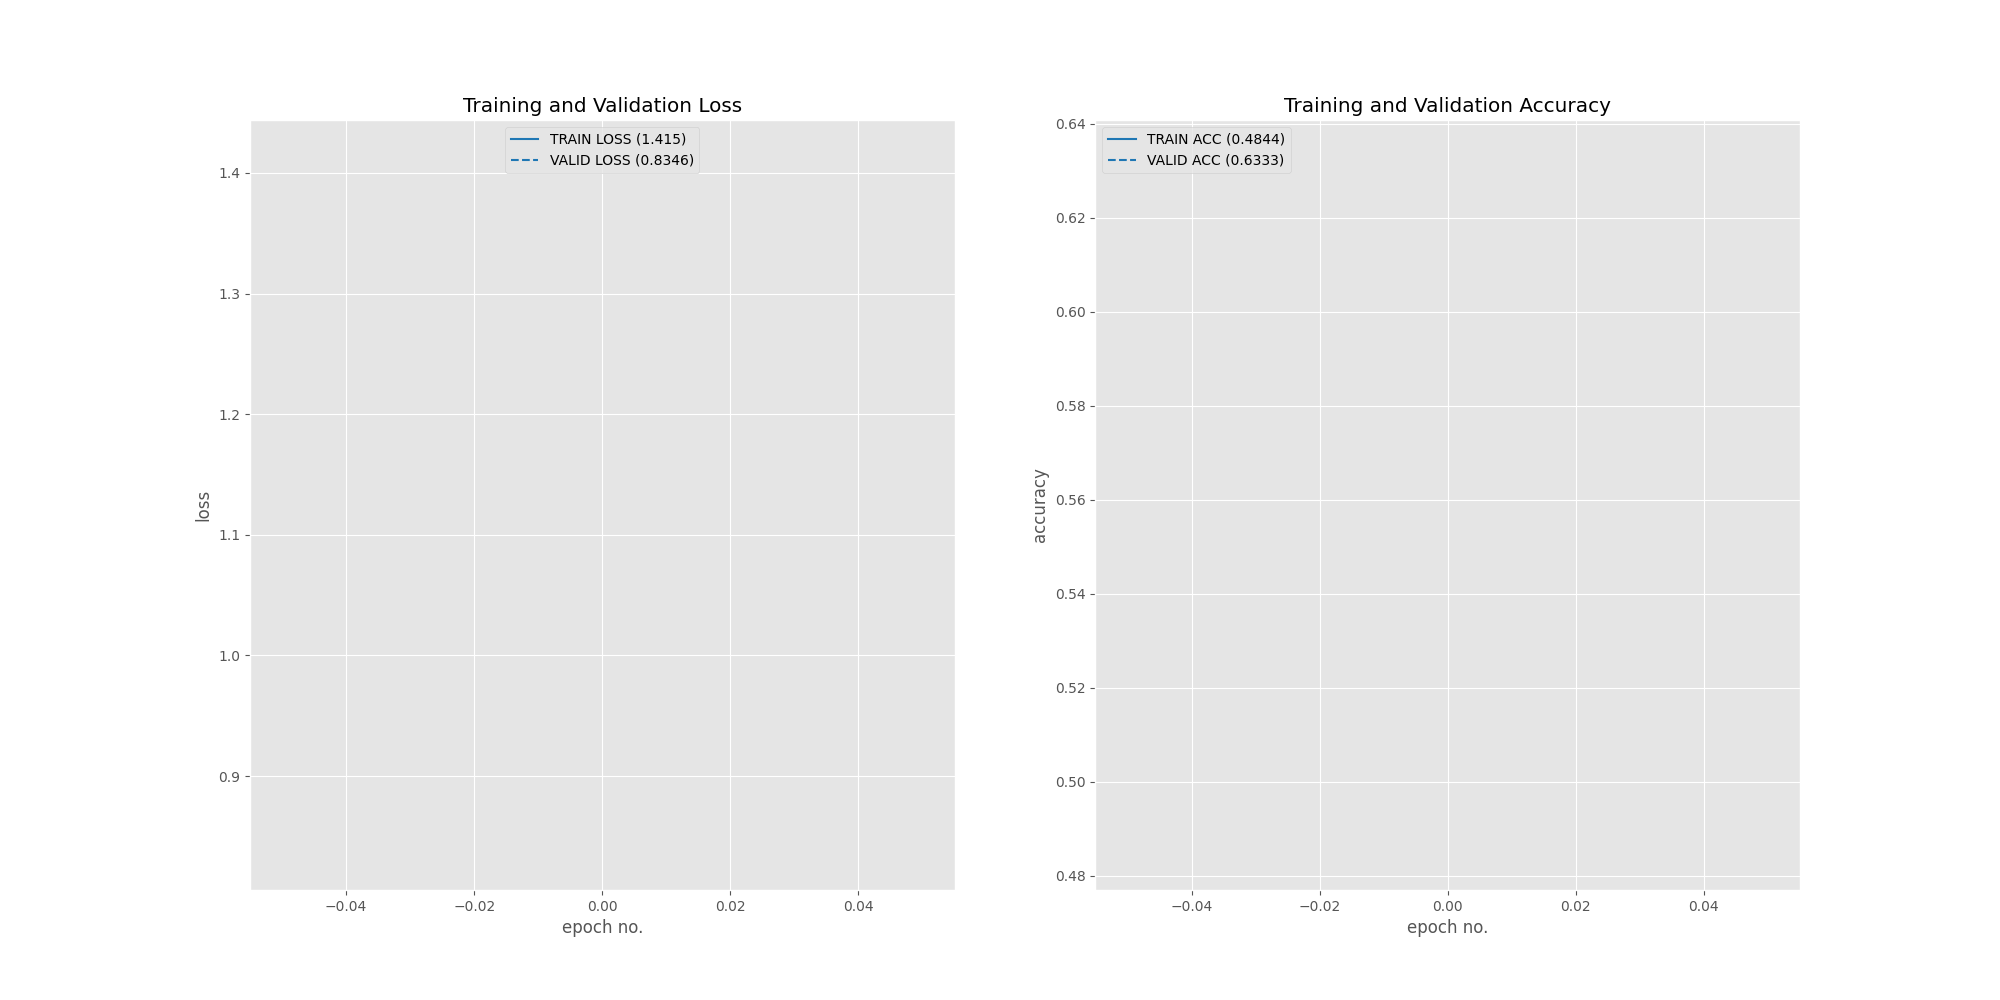 Training and Validation Loss
TRAIN LOSS (1.415)
VALID LOSS (0.8346)
1.4
1.3
1.2
1.1
1.0
0.9
loss
−0.04 −0.02 0.00 0.02 0.04
epoch no.
Training and Validation Accuracy
TRAIN ACC (0.4844)
VALID ACC (0.6333)
0.64
0.62
0.60
0.58
0.56
0.54
0.52
0.50
0.48
accuracy
−0.04 −0.02 0.00 0.02 0.04
epoch no.